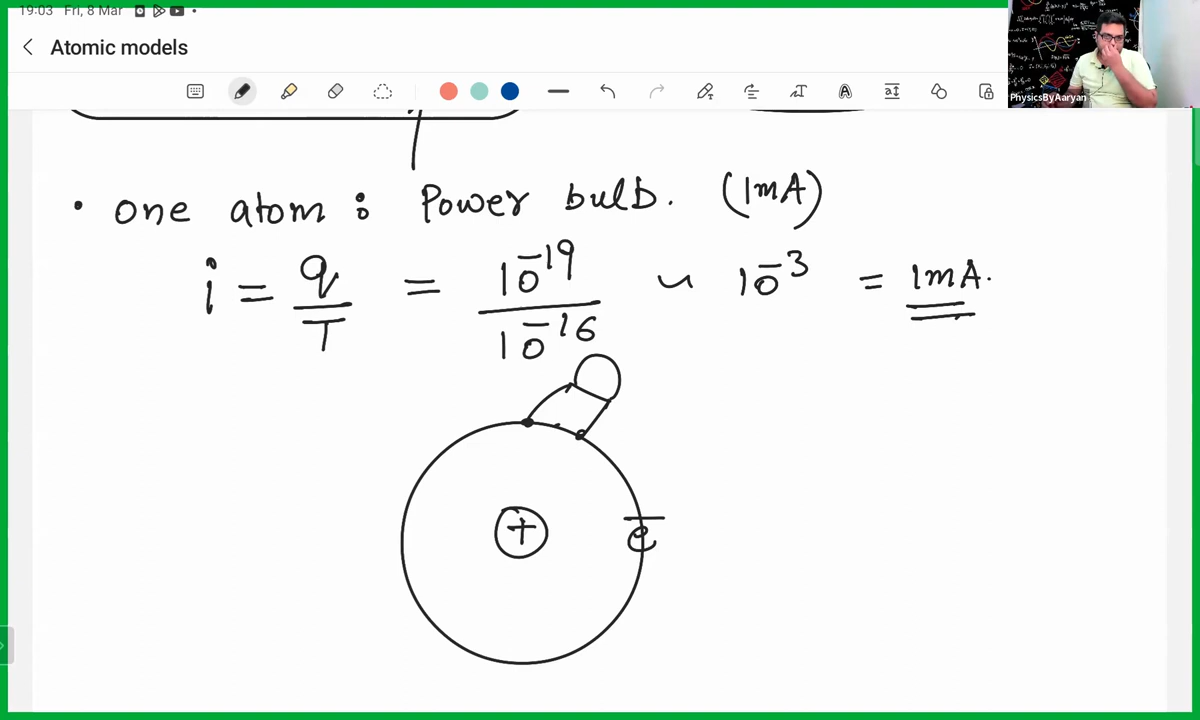 19:03 Fri, 8 Mar
Atomic models
PhysicsByAaryan
• one atom : Power bulb. (1mA)
i = q/T = 10^-19/10^-16 ~ 10^-3 = 1mA.
+
e